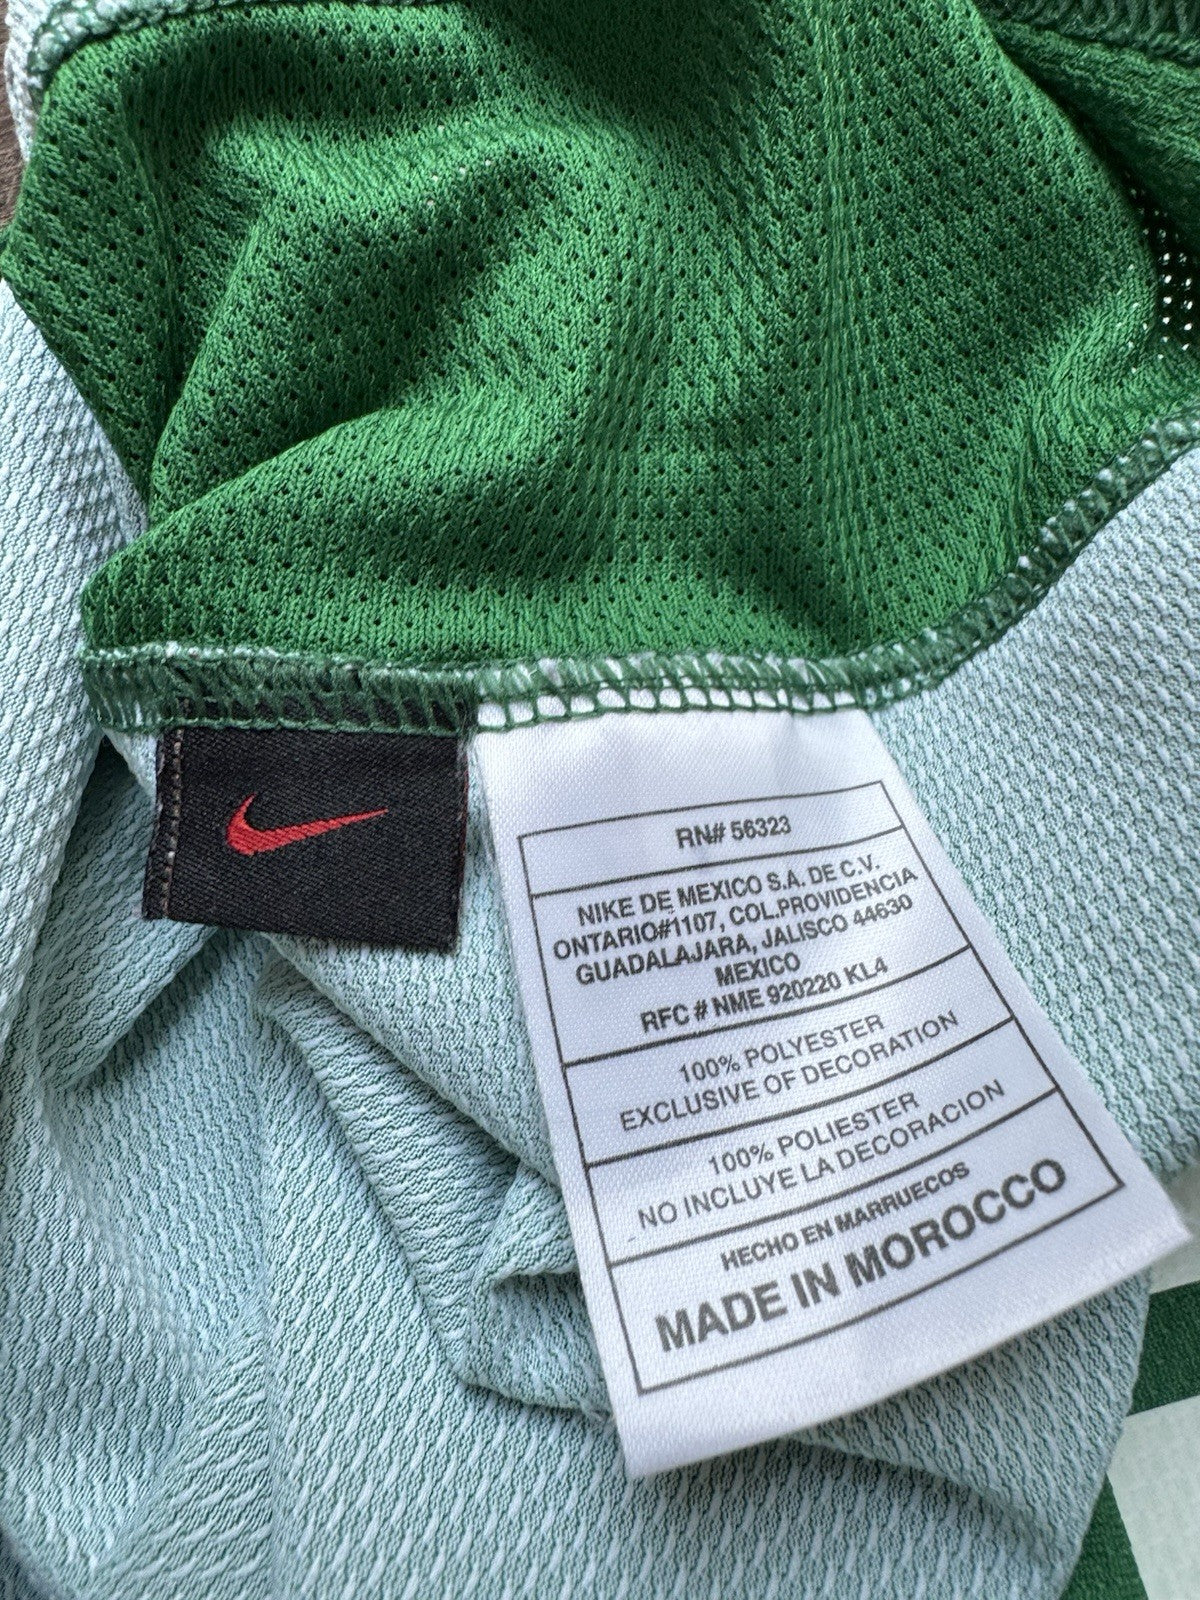 RN# 56323
NIKE DE MEXICO S.A. DE C.V.
ONTARIO#1107, COL.PROVIDENCIA
GUADALAJARA, JALISCO 44630
MEXICO
RFC # NME 920220 KL4
100% POLYESTER
EXCLUSIVE OF DECORATION
100% POLIESTER
NO INCLUYE LA DECORACION
HECHO EN MARRUECOS
MADE IN MOROCCO